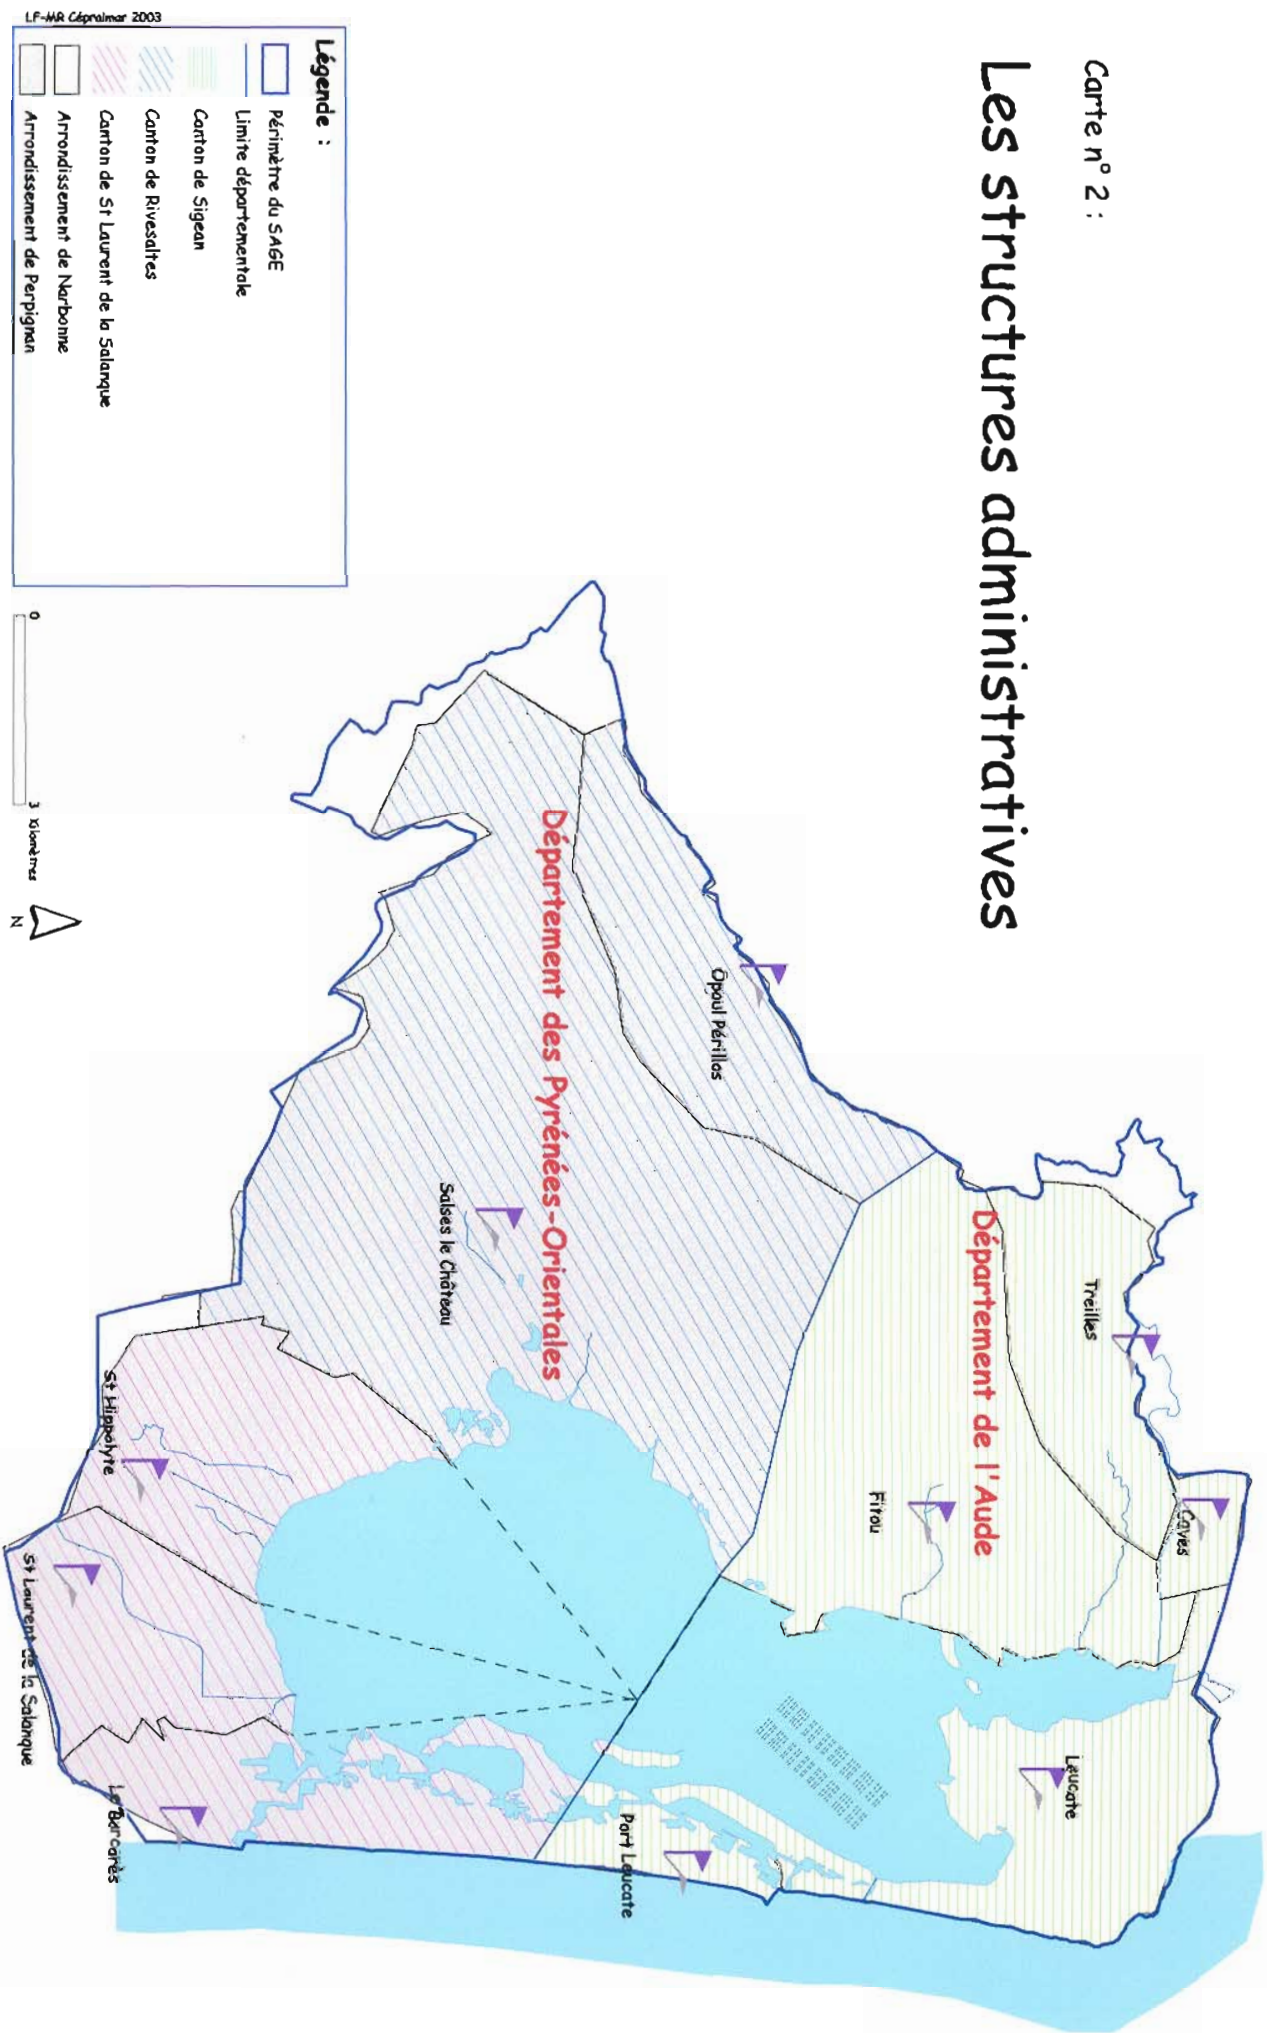 Carte n° 2 :
Les structures administratives
Treilles
Caves
Leucate
Département de l'Aude
Fitou
Opoul Périllos
Port Leucate
Département des Pyrénées-Orientales
Salses le Château
St Hippolyte
Le Barcarès
St Laurent de la Salanque
Légende :
Périmètre du SAGE
Limite départementale
Canton de Sigean
Canton de Rivesaltes
Canton de St Laurent de la Salanque
Arrondissement de Narbonne
Arrondissement de Perpignan
0 3 Kilomètres
N
LF-MR Cépralmar 2003